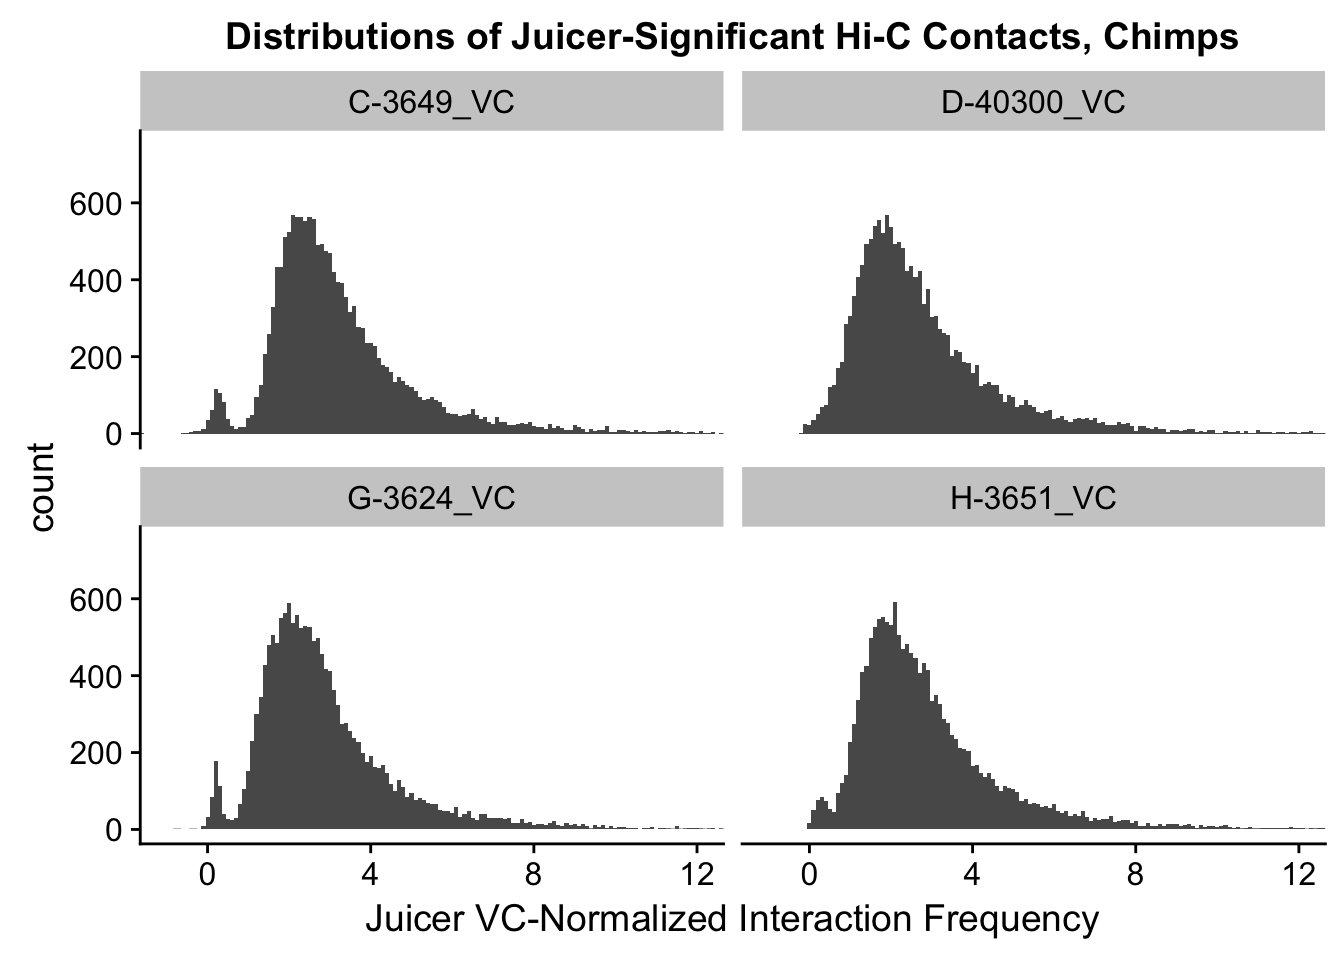 Distributions of Juicer-Significant Hi-C Contacts, Chimps
C-3649_VC
D-40300_VC
600
400
200
0
count
G-3624_VC
H-3651_VC
600
400
200
0
0 4 8 12
0 4 8 12
Juicer VC-Normalized Interaction Frequency